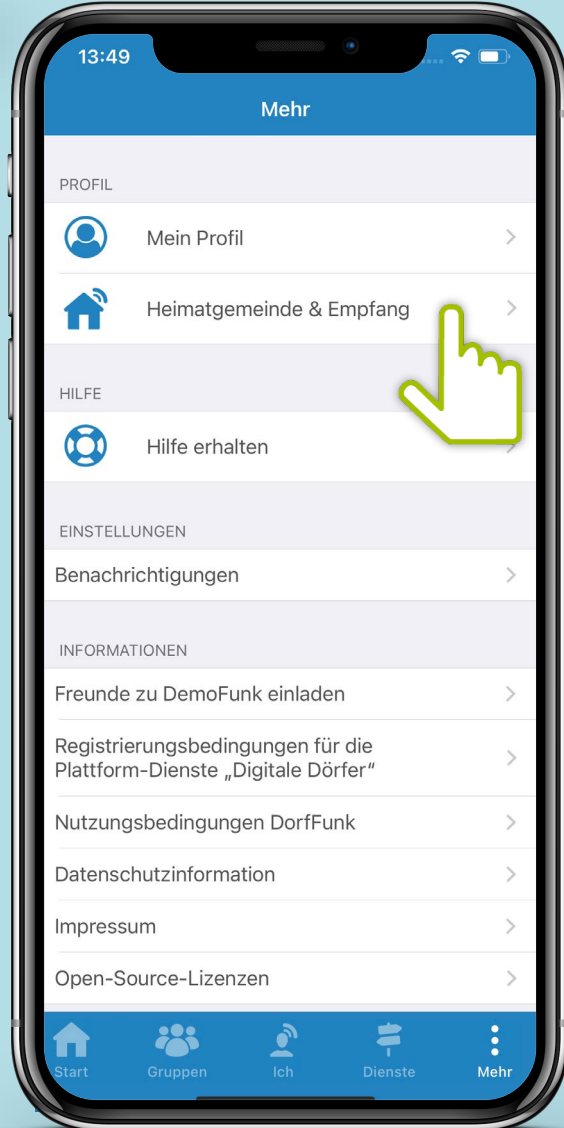 13:49
Mehr
PROFIL
Mein Profil
Heimatgemeinde & Empfang
HILFE
Hilfe erhalten
EINSTELLUNGEN
Benachrichtigungen
INFORMATIONEN
Freunde zu DemoFunk einladen
Registrierungsbedingungen für die
Plattform-Dienste „Digitale Dörfer“
Nutzungsbedingungen DorfFunk
Datenschutzinformation
Impressum
Open-Source-Lizenzen
Start Gruppen Ich Dienste Mehr